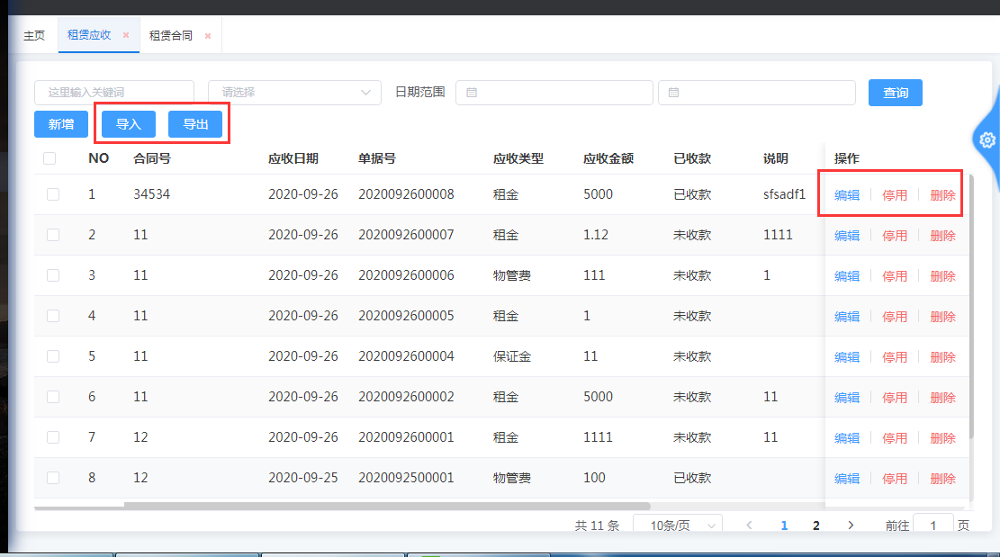 主页 租赁应收 × 租赁合同 ×
这里输入关键词 请选择 日期范围 查询
新增 导入 导出
NO 合同号 应收日期 单据号 应收类型 应收金额 已收款 说明 操作
1 34534 2020-09-26 2020092600008 租金 5000 已收款 sfsadf1 编辑 停用 删除
2 11 2020-09-26 2020092600007 租金 1.12 未收款 1111 编辑 停用 删除
3 11 2020-09-26 2020092600006 物管费 111 未收款 1 编辑 停用 删除
4 11 2020-09-26 2020092600005 租金 1 未收款 编辑 停用 删除
5 11 2020-09-26 2020092600004 保证金 11 未收款 编辑 停用 删除
6 11 2020-09-26 2020092600002 租金 5000 未收款 11 编辑 停用 删除
7 12 2020-09-26 2020092600001 租金 1111 未收款 11 编辑 停用 删除
8 12 2020-09-25 2020092500001 物管费 100 已收款 编辑 停用 删除
共 11 条 10条/页 1 2 前往 1 页